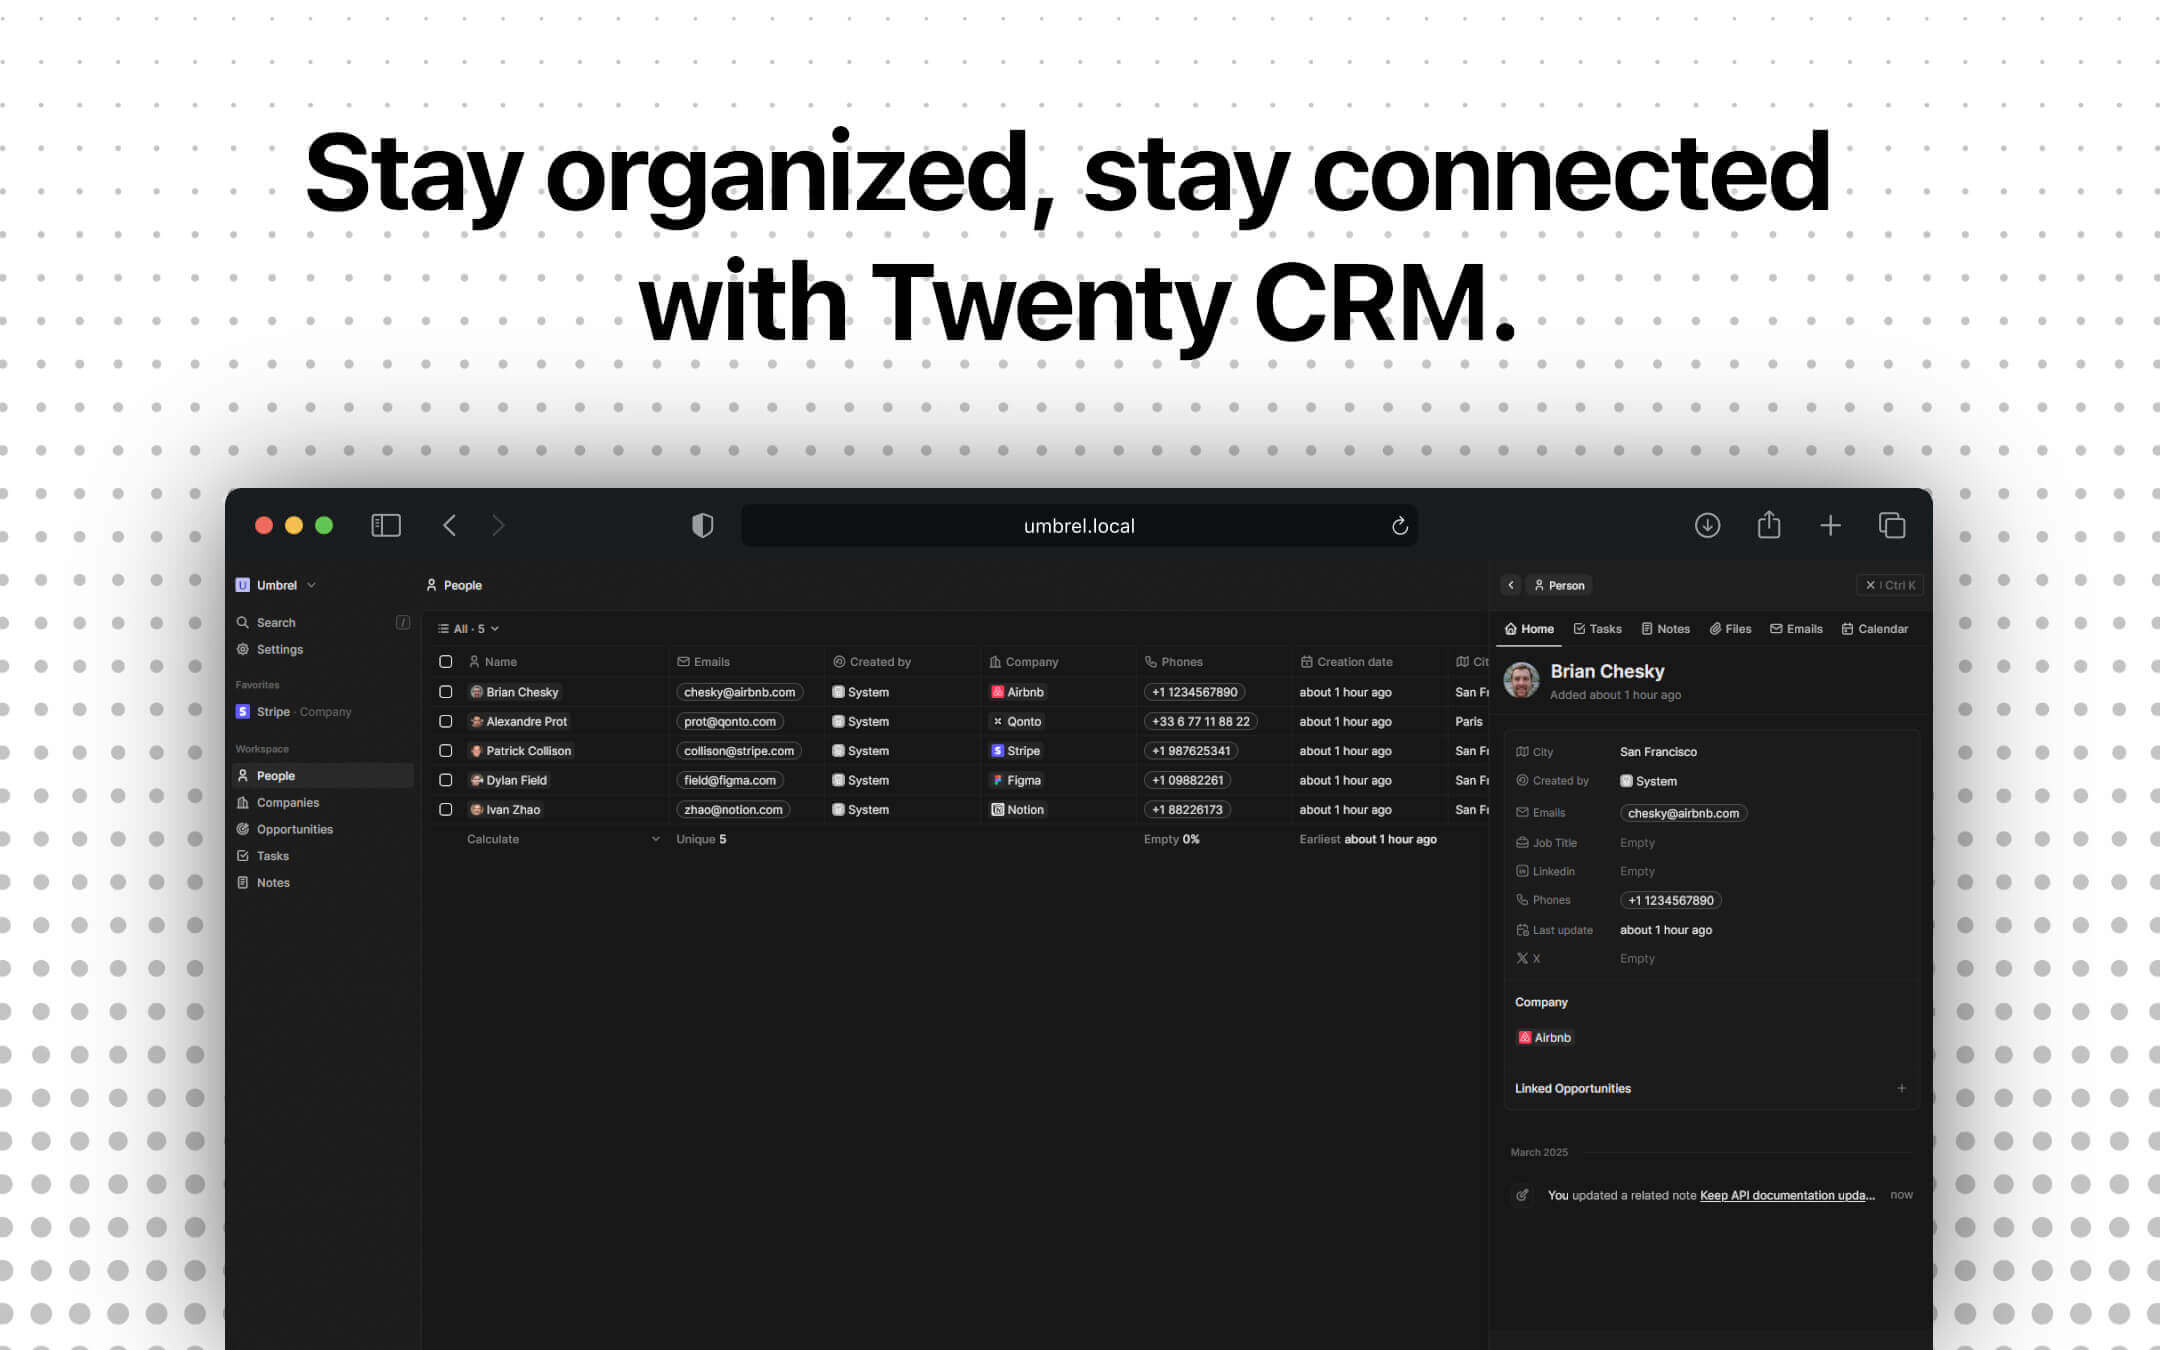 Stay organized, stay connected
with Twenty CRM.
umbrel.local
U Umbrel
Search /
Settings
Favorites
Stripe · Company
Workspace
People
Companies
Opportunities
Tasks
Notes
People
All · 5
Name Emails Created by Company Phones Creation date Cit
Brian Chesky chesky@airbnb.com System Airbnb +1 1234567890 about 1 hour ago San Fr
Alexandre Prot prot@qonto.com System Qonto +33 6 77 11 88 22 about 1 hour ago Paris
Patrick Collison collison@stripe.com System Stripe +1 987625341 about 1 hour ago San Fr
Dylan Field field@figma.com System Figma +1 09882261 about 1 hour ago San Fr
Ivan Zhao zhao@notion.com System Notion +1 88226173 about 1 hour ago San Fr
Calculate Unique 5 Empty 0% Earliest about 1 hour ago
Person Ctrl K
Home Tasks Notes Files Emails Calendar
Brian Chesky
Added about 1 hour ago
City San Francisco
Created by System
Emails chesky@airbnb.com
Job Title Empty
Linkedin Empty
Phones +1 1234567890
Last update about 1 hour ago
X Empty
Company
Airbnb
Linked Opportunities
March 2025
You updated a related note Keep API documentation upda... now